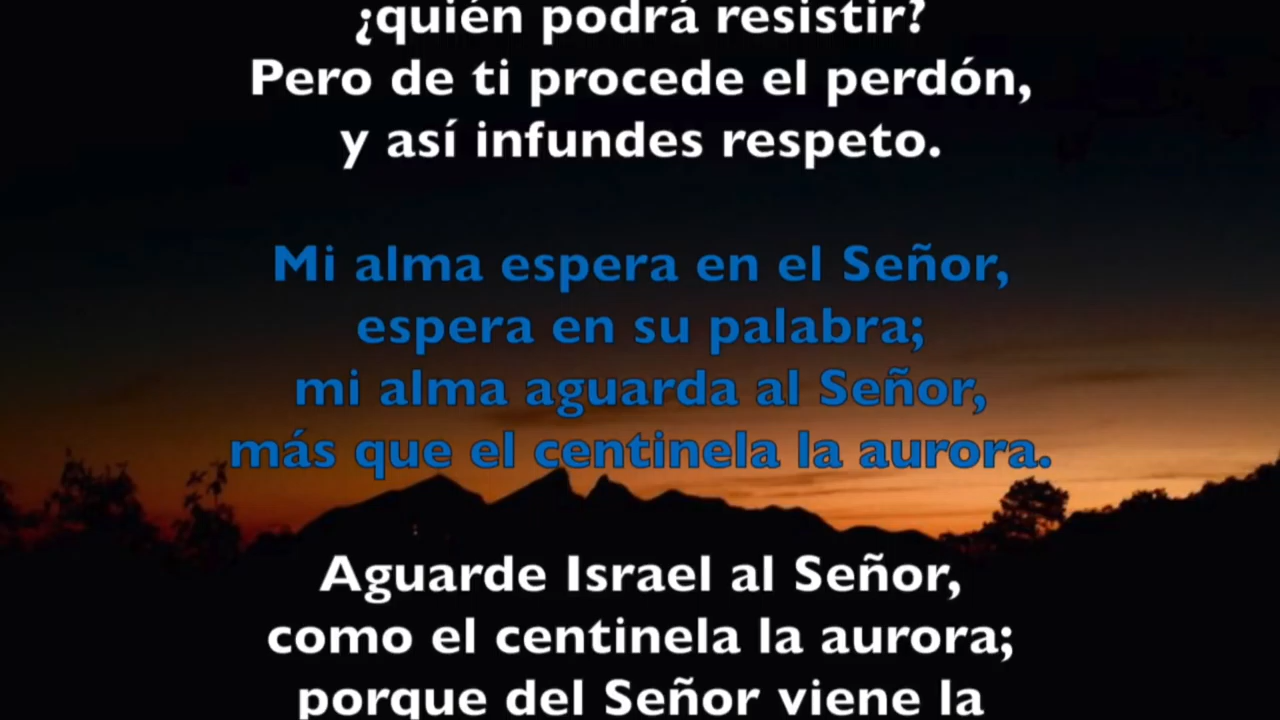 ¿quién podrá resistir?
Pero de ti procede el perdón,
y así infundes respeto.
Mi alma espera en el Señor,
espera en su palabra;
mi alma aguarda al Señor,
más que el centinela la aurora.
Aguarde Israel al Señor,
como el centinela la aurora;
porque del Señor viene la